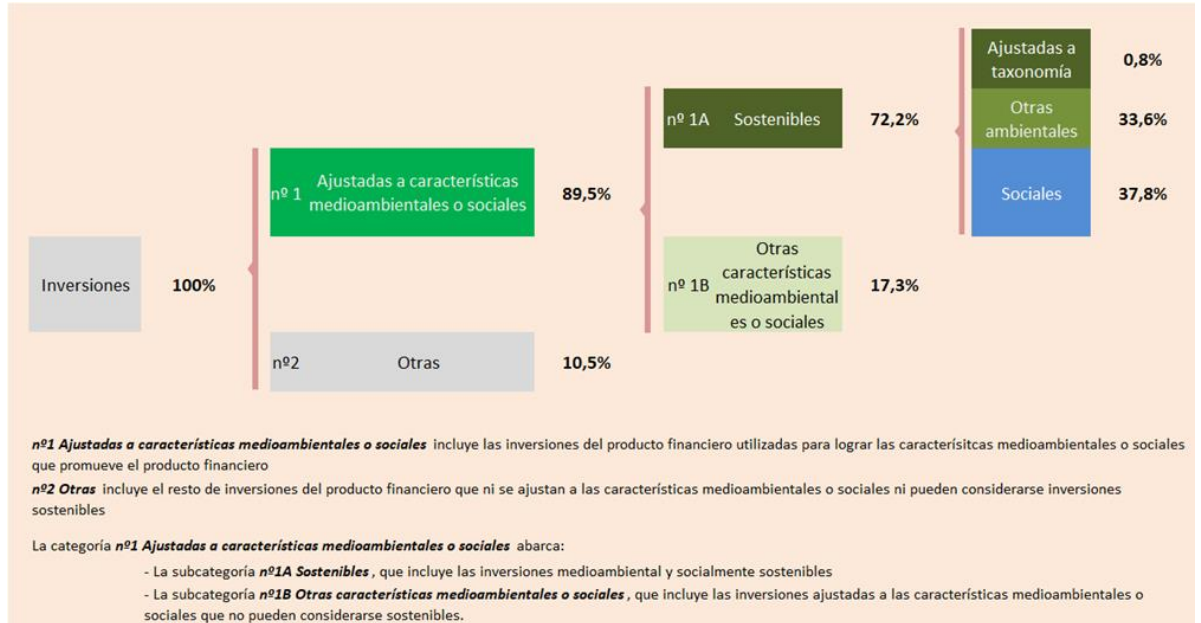 Ajustadas a
taxonomía
0,8%
Otras
ambientales
33,6%
Sociales
37,8%
nº 1A Sostenibles
72,2%
nº 1 Ajustadas a características
medioambientales o sociales
89,5%
Inversiones
100%
nº 1B Otras
características
medioambiental
es o sociales
17,3%
nº2 Otras
10,5%
nº1 Ajustadas a características medioambientales o sociales incluye las inversiones del producto financiero utilizadas para lograr las caracterísitcas medioambientales o sociales
que promueve el producto financiero
nº2 Otras incluye el resto de inversiones del producto financiero que ni se ajustan a las características medioambientales o sociales ni pueden considerarse inversiones
sostenibles
La categoría nº1 Ajustadas a características medioambientales o sociales abarca:
- La subcategoría nº1A Sostenibles, que incluye las inversiones medioambiental y socialmente sostenibles
- La subcategoría nº1B Otras características medioambientales o sociales, que incluye las inversiones ajustadas a las características medioambientales o
sociales que no pueden considerarse sostenibles.